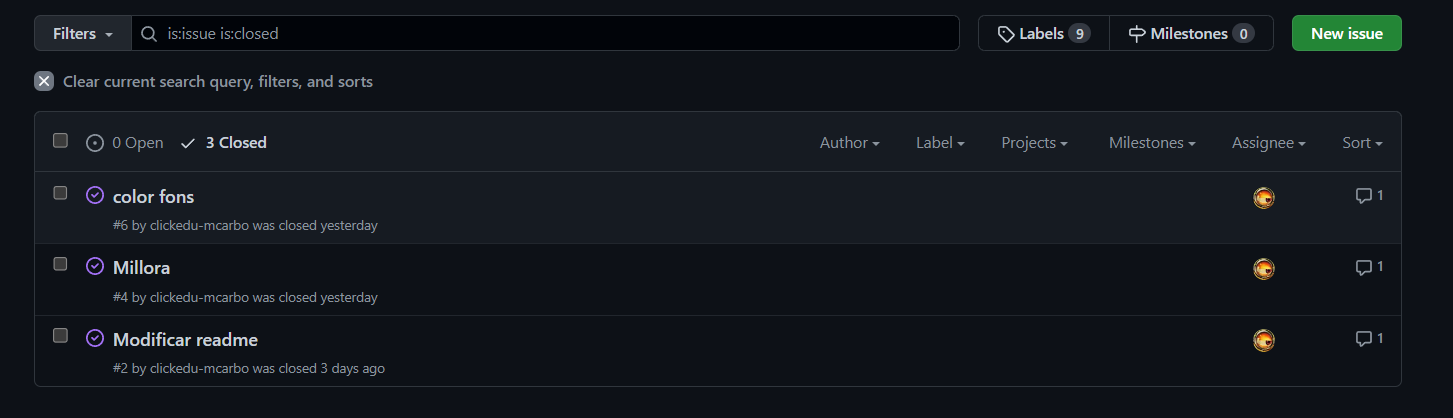 Filters is:issue is:closed Labels 9 Milestones 0 New issue
Clear current search query, filters, and sorts
0 Open 3 Closed Author Label Projects Milestones Assignee Sort
color fons 1
#6 by clickedu-mcarbo was closed yesterday
Millora 1
#4 by clickedu-mcarbo was closed yesterday
Modificar readme 1
#2 by clickedu-mcarbo was closed 3 days ago